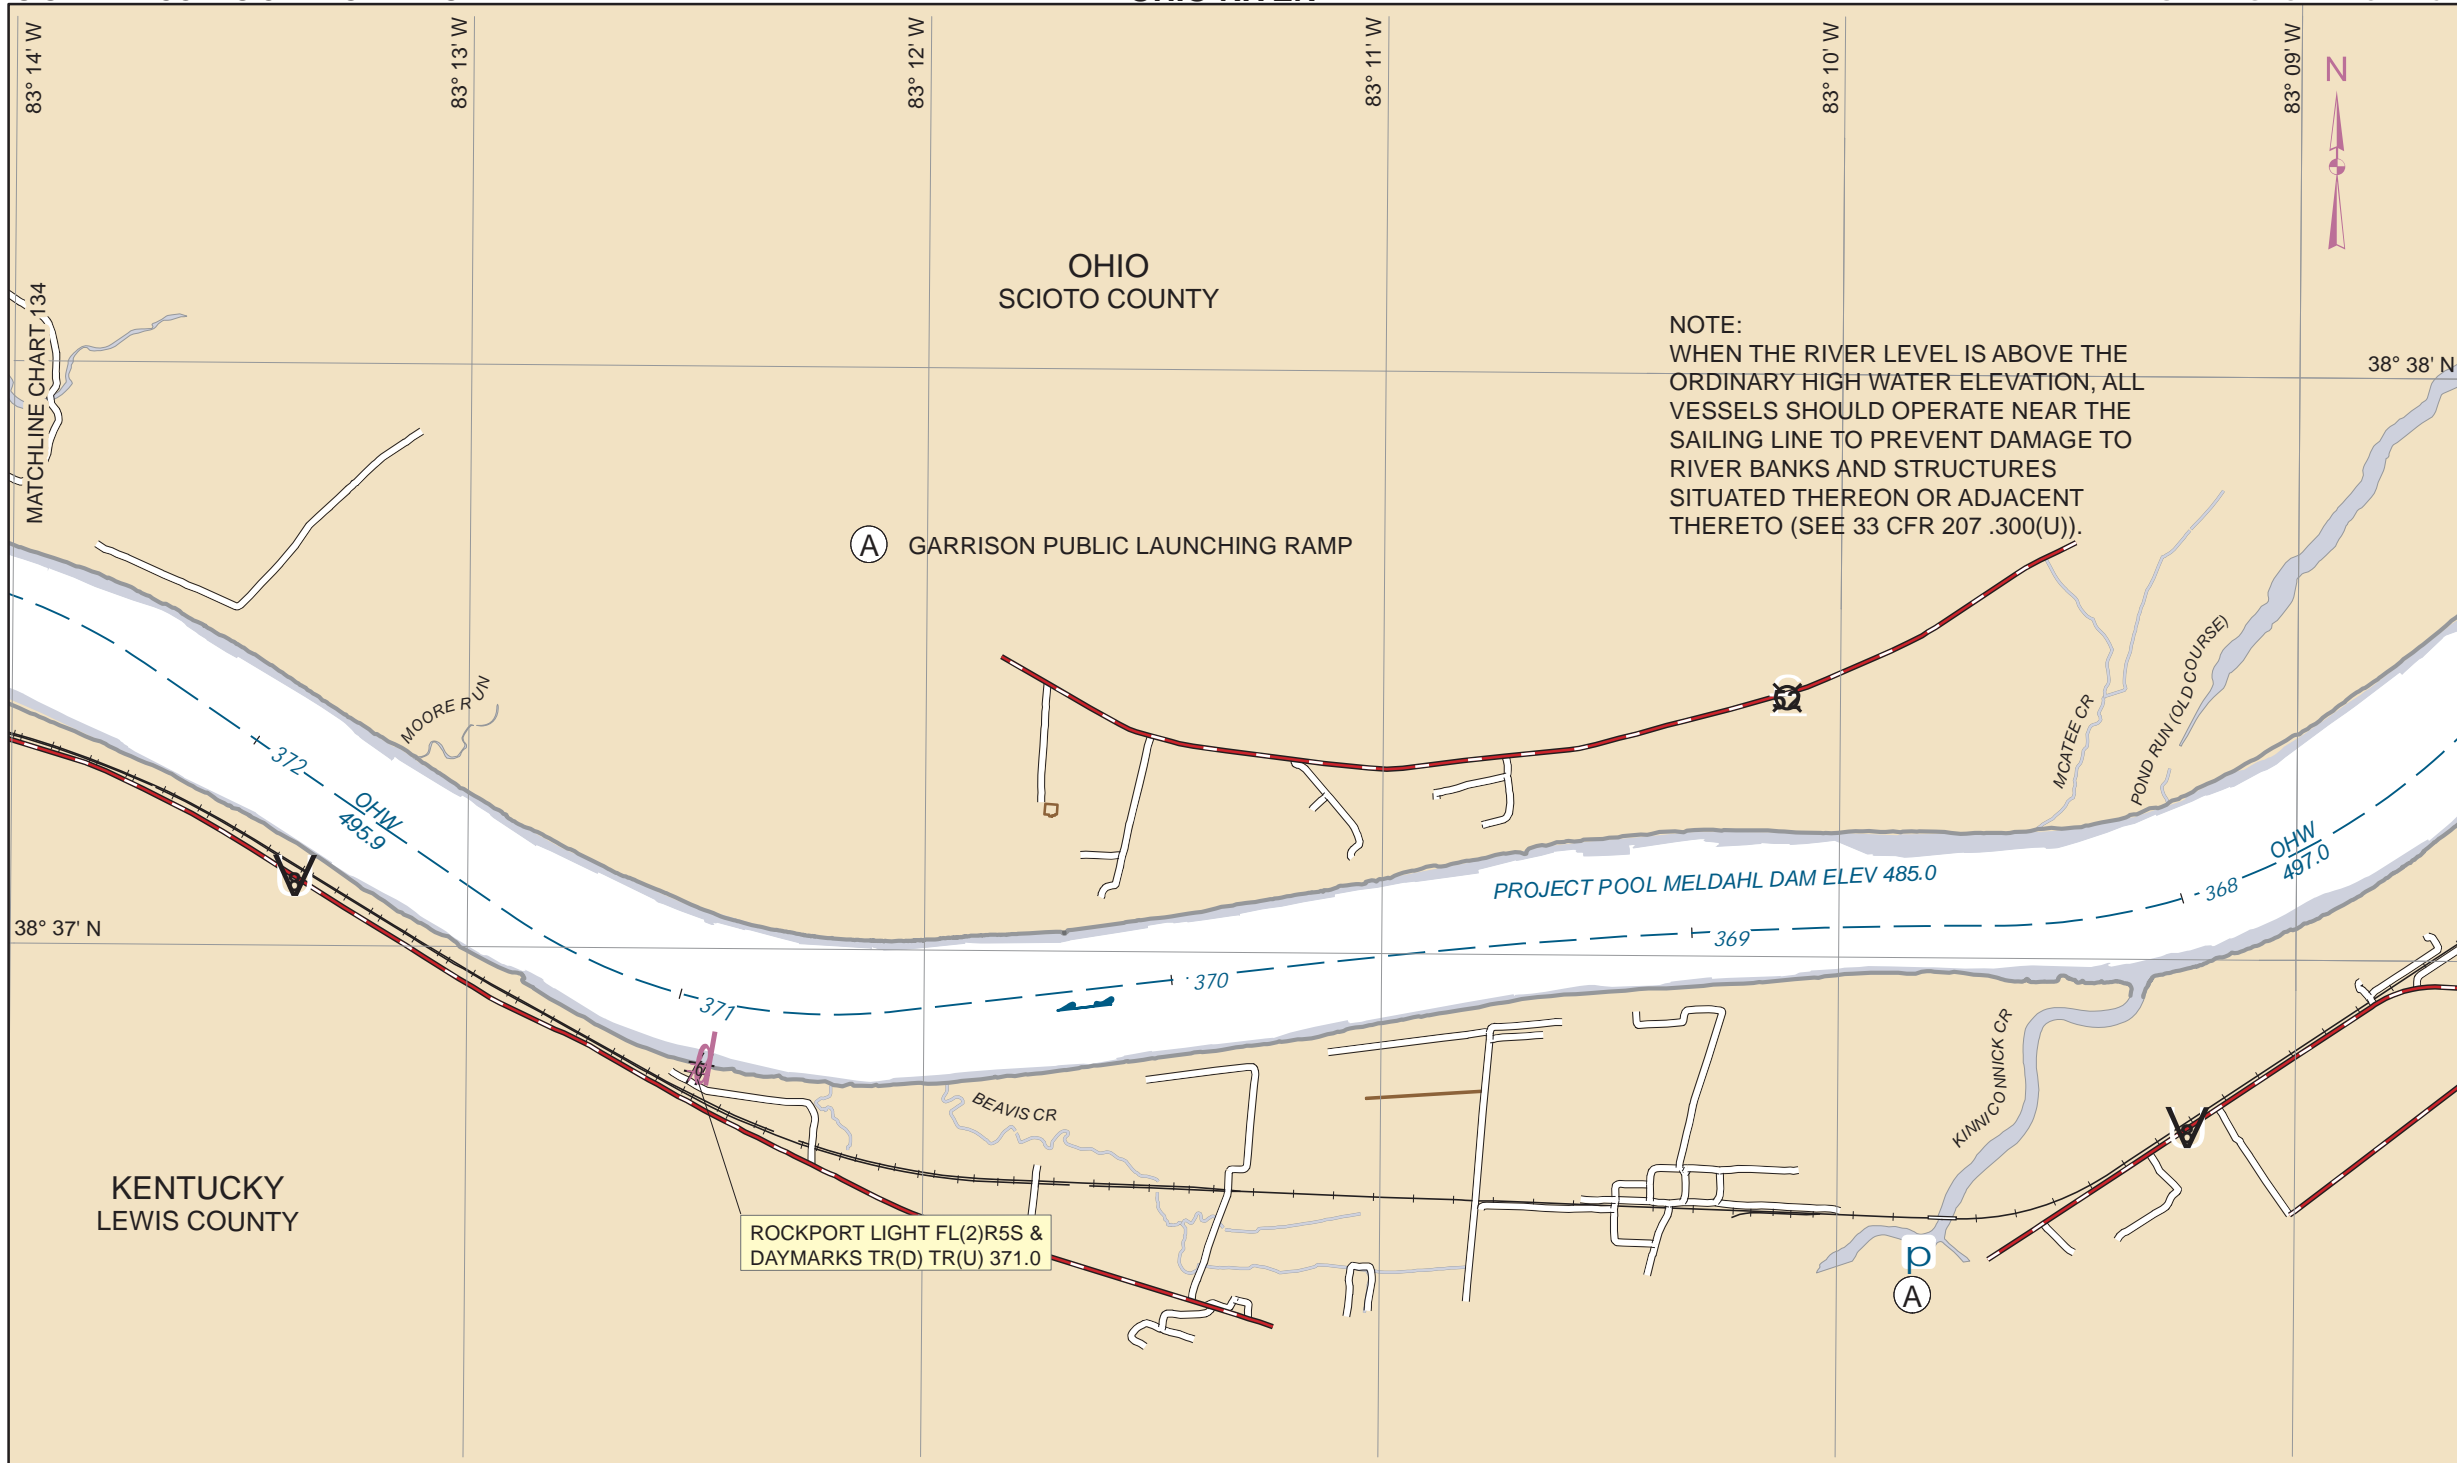 83° 14' W
83° 13' W
83° 12' W
83° 11' W
83° 10' W
83° 09' W
N
MATCHLINE CHART 134
OHIO
SCIOTO COUNTY
NOTE:
WHEN THE RIVER LEVEL IS ABOVE THE
ORDINARY HIGH WATER ELEVATION, ALL
VESSELS SHOULD OPERATE NEAR THE
SAILING LINE TO PREVENT DAMAGE TO
RIVER BANKS AND STRUCTURES
SITUATED THEREON OR ADJACENT
THERETO (SEE 33 CFR 207 .300(U)).
38° 38' N
A GARRISON PUBLIC LAUNCHING RAMP
MOORE RUN
52
MCATEE CR
POND RUN (OLD COURSE)
372
OHW
495.9
OHW
497.0
PROJECT POOL MELDAHL DAM ELEV 485.0
368
369
38° 37' N
370
371
8
BEAVIS CR
KINNICONNICK CR
8
KENTUCKY
LEWIS COUNTY
ROCKPORT LIGHT FL(2)R5S &
DAYMARKS TR(D) TR(U) 371.0
p
A